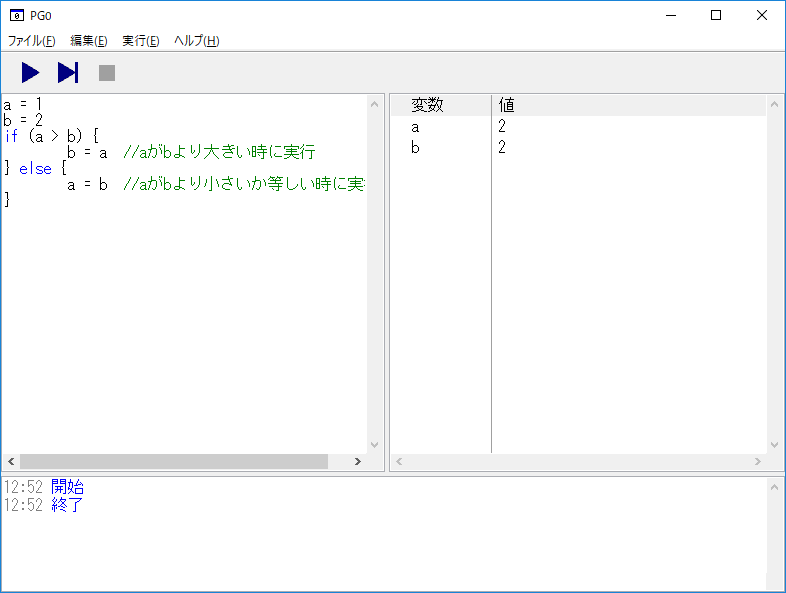 PG0
ファイル(F) 編集(E) 実行(E) ヘルプ(H)
a = 1
b = 2
if (a > b) {
b = a //aがbより大きい時に実行
} else {
a = b //aがbより小さいか等しい時に実
}
変数 値
a 2
b 2
12:52 開始
12:52 終了